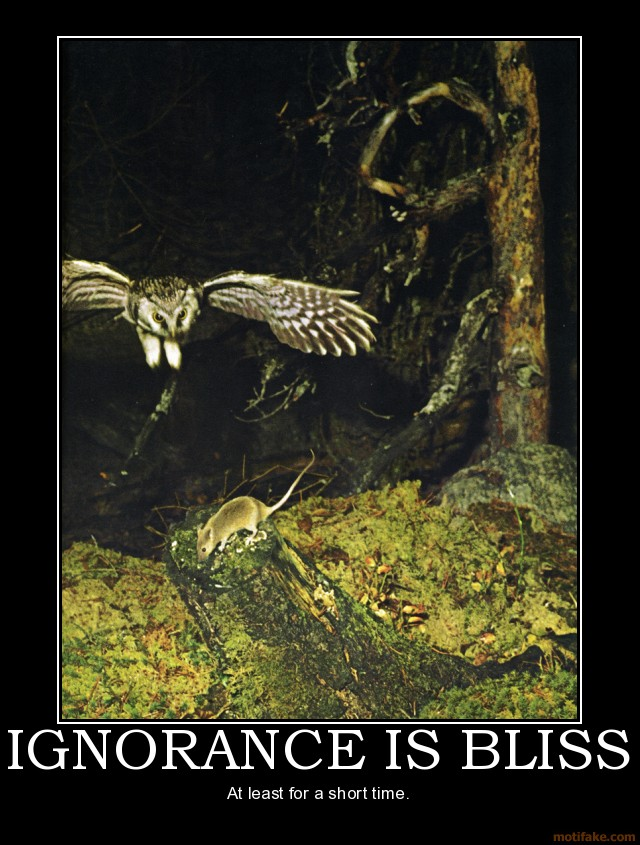 IGNORANCE IS BLISS
At least for a short time.
motifake.com